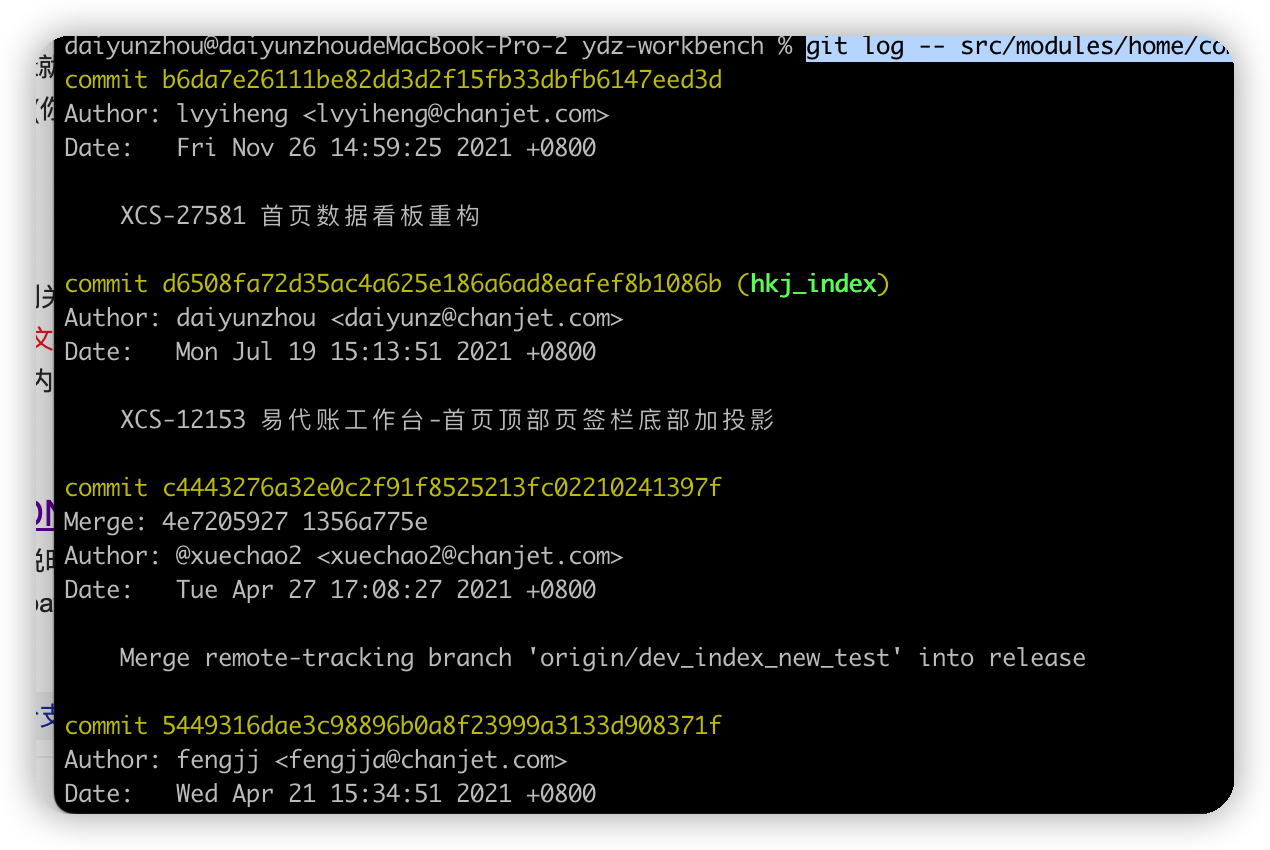 daiyunzhou@daiyunzhoudeMacBook-Pro-2 ydz-workbench % git log -- src/modules/home/co
commit b6da7e26111be82dd3d2f15fb33dbfb6147eed3d
Author: lvyiheng <lvyiheng@chanjet.com>
Date:   Fri Nov 26 14:59:25 2021 +0800
XCS-27581 首页数据看板重构
commit d6508fa72d35ac4a625e186a6ad8eafef8b1086b (hkj_index)
Author: daiyunzhou <daiyunz@chanjet.com>
Date:   Mon Jul 19 15:13:51 2021 +0800
XCS-12153 易代账工作台-首页顶部页签栏底部加投影
commit c4443276a32e0c2f91f8525213fc02210241397f
Merge: 4e7205927 1356a775e
Author: @xuechao2 <xuechao2@chanjet.com>
Date:   Tue Apr 27 17:08:27 2021 +0800
Merge remote-tracking branch 'origin/dev_index_new_test' into release
commit 5449316dae3c98896b0a8f23999a3133d908371f
Author: fengjj <fengjja@chanjet.com>
Date:   Wed Apr 21 15:34:51 2021 +0800